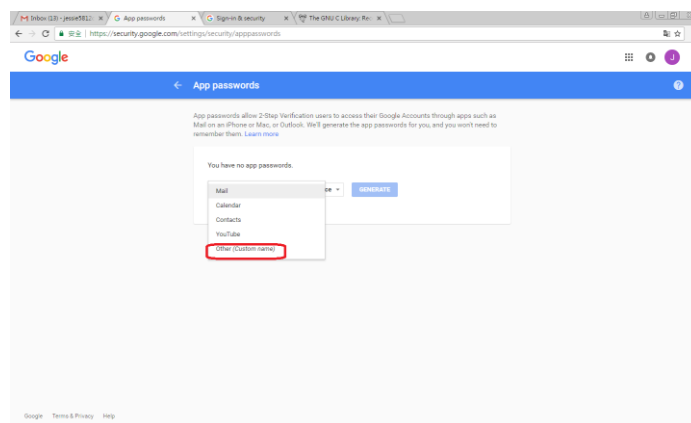 Inbox (13) - jessie5812
App passwords
Sign-in & security
The GNU C Library: Re
安全 | https://security.google.com/settings/security/apppasswords
Google
J
App passwords
App passwords allow 2-Step Verification users to access their Google Accounts through apps such as
Mail on an iPhone or Mac, or Outlook. We'll generate the app passwords for you, and you won't need to
remember them. Learn more
You have no app passwords.
Mail
GENERATE
Calendar
Contacts
YouTube
Other (Custom name)
Google Terms & Privacy Help